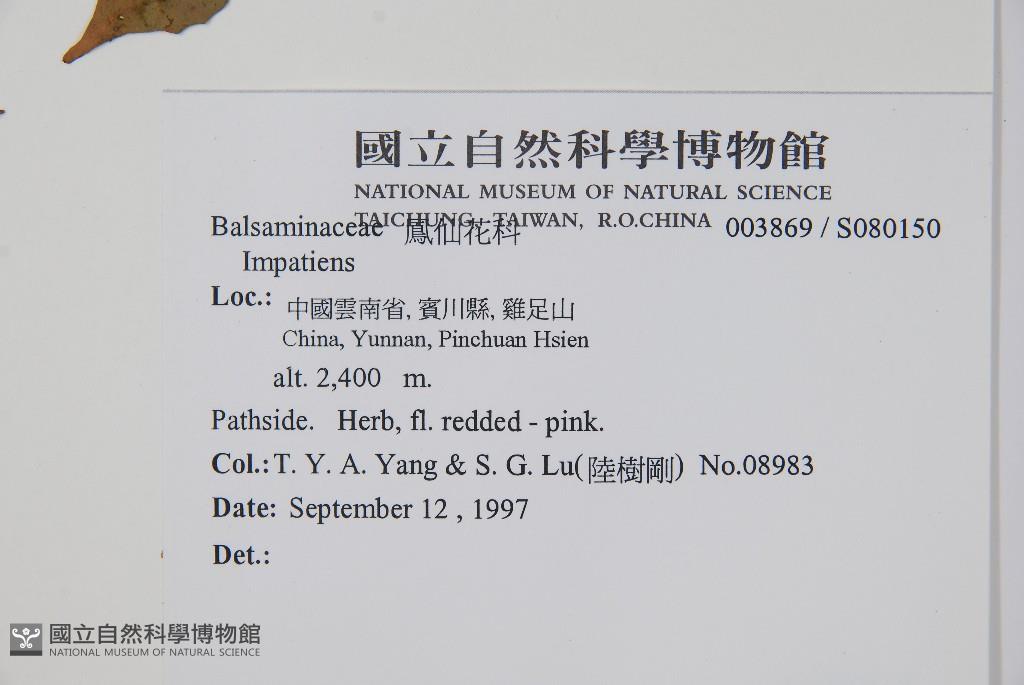 國立自然科學博物館
NATIONAL MUSEUM OF NATURAL SCIENCE
TAICHUNG, TAIWAN, R.O.CHINA
Balsaminaceae 鳳仙花科 003869 / S080150
Impatiens
Loc.: 中國雲南省, 賓川縣, 雞足山
China, Yunnan, Pinchuan Hsien
alt. 2,400 m.
Pathside. Herb, fl. redded - pink.
Col.: T. Y. A. Yang & S. G. Lu(陸樹剛) No.08983
Date: September 12 , 1997
Det.:
國立自然科學博物館
NATIONAL MUSEUM OF NATURAL SCIENCE